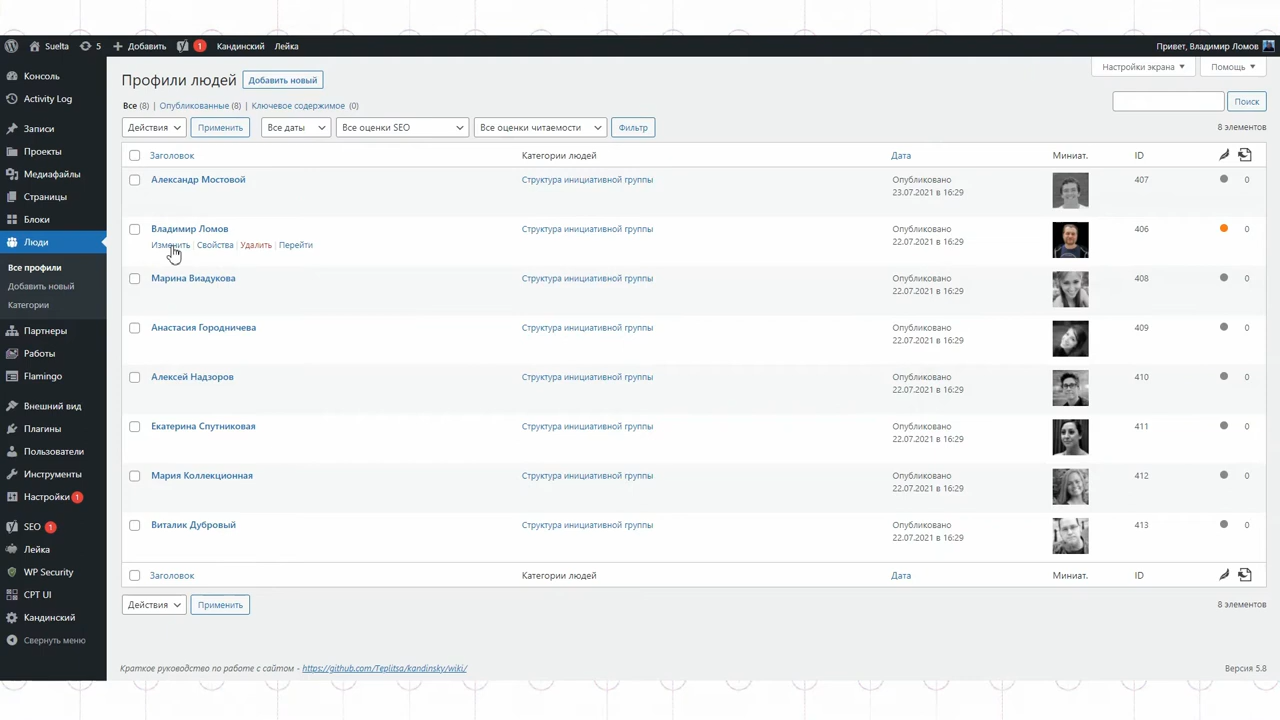 Suelta 5 Добавить 1 Кандинский Лейка Привет, Владимир Ломов
Консоль
Activity Log
Записи
Проекты
Медиафайлы
Страницы
Блоки
Люди
Все профили
Добавить новый
Категории
Партнеры
Работы
Flamingo
Внешний вид
Плагины
Пользователи
Инструменты
Настройки 1
SEO 1
Лейка
WP Security
CPT UI
Кандинский
Свернуть меню
Настройки экрана Помощь
Профили людей Добавить новый
Все (8) | Опубликованные (8) | Ключевое содержимое (0)
Поиск
Действия Применить Все даты Все оценки SEO Все оценки читаемости Фильтр 8 элементов
Заголовок Категории людей Дата Миниат. ID
Александр Мостовой Структура инициативной группы Опубликовано 407 0
23.07.2021 в 16:29
Владимир Ломов Структура инициативной группы Опубликовано 406 0
Изменить | Свойства | Удалить | Перейти 22.07.2021 в 16:29
Марина Виадукова Структура инициативной группы Опубликовано 408 0
22.07.2021 в 16:29
Анастасия Городничева Структура инициативной группы Опубликовано 409 0
22.07.2021 в 16:29
Алексей Надзоров Структура инициативной группы Опубликовано 410 0
22.07.2021 в 16:29
Екатерина Спутниковая Структура инициативной группы Опубликовано 411 0
22.07.2021 в 16:29
Мария Коллекционная Структура инициативной группы Опубликовано 412 0
22.07.2021 в 16:29
Виталик Дубровый Структура инициативной группы Опубликовано 413 0
22.07.2021 в 16:29
Заголовок Категории людей Дата Миниат. ID
Действия Применить 8 элементов
Краткое руководство по работе с сайтом - https://github.com/Teplitsa/kandinsky/wiki/ Версия 5.8